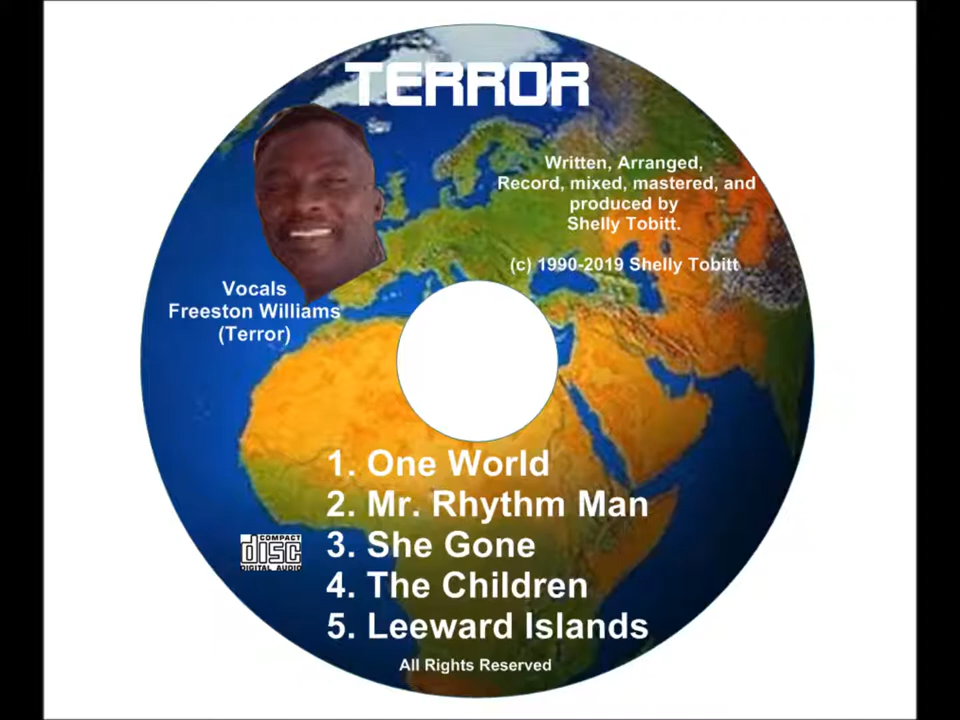 TERROR
Written, Arranged,
Record, mixed, mastered, and
produced by
Shelly Tobitt.
(c) 1990-2019 Shelly Tobitt
Vocals
Freeston Williams
(Terror)
1. One World
2. Mr. Rhythm Man
3. She Gone
4. The Children
5. Leeward Islands
COMPACT
disc
DIGITAL AUDIO
All Rights Reserved